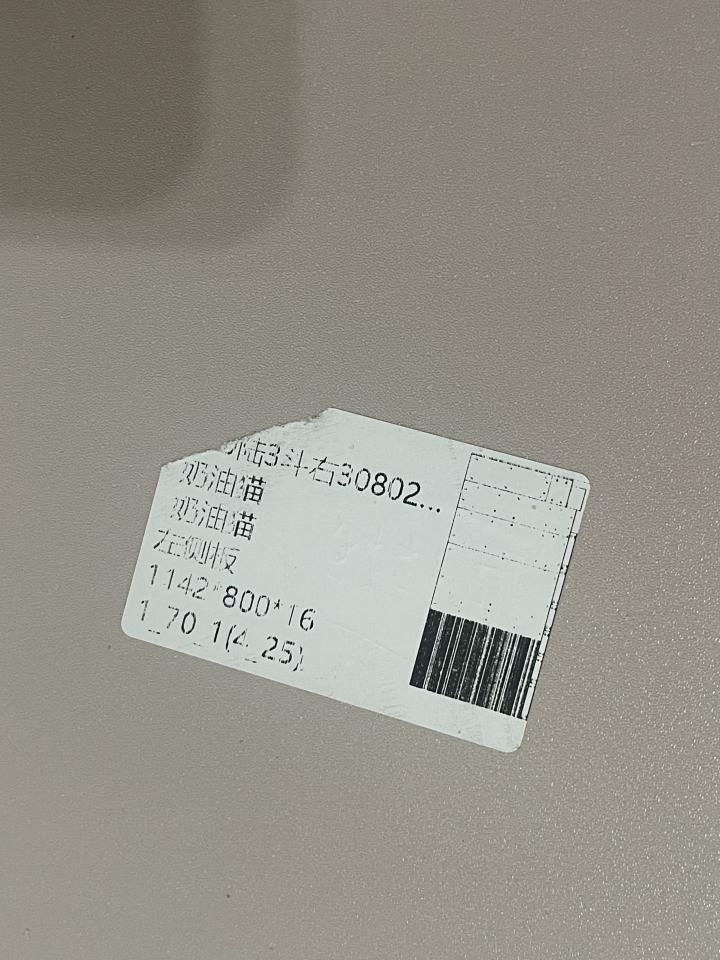 陆3斗右30802...
奶油猫
奶油猫
左侧板
1142*800*16
1_70_1(4_25)